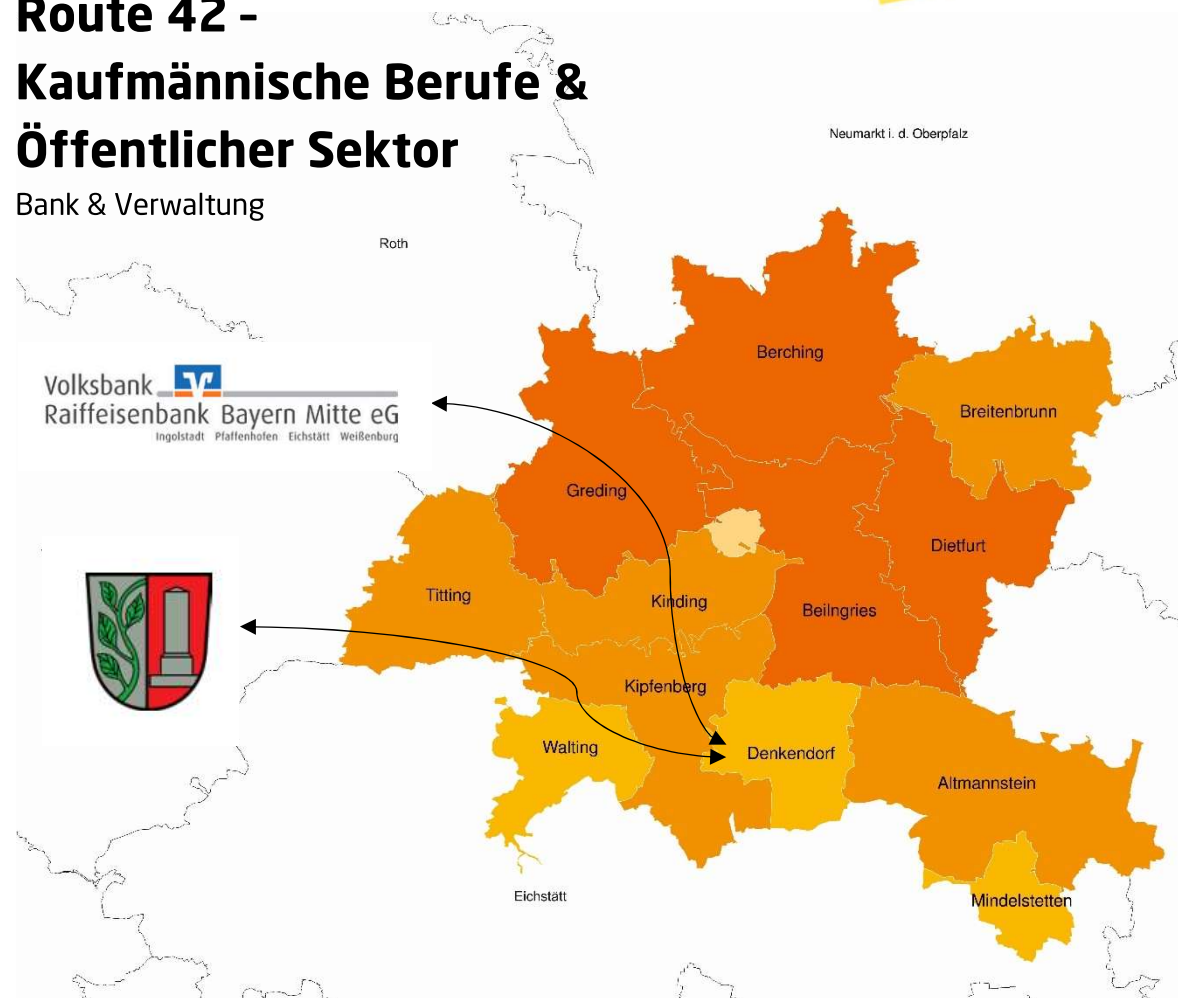 Route 42 –
Kaufmännische Berufe &
Öffentlicher Sektor
Bank & Verwaltung
Neumarkt i. d. Oberpfalz
Roth
Berching
Volksbank
Raiffeisenbank Bayern Mitte eG
Ingolstadt Pfaffenhofen Eichstätt Weißenburg
Breitenbrunn
Greding
Dietfurt
Titting
Kinding
Beilngries
Kipfenberg
Walting
Denkendorf
Altmannstein
Eichstätt
Mindelstetten